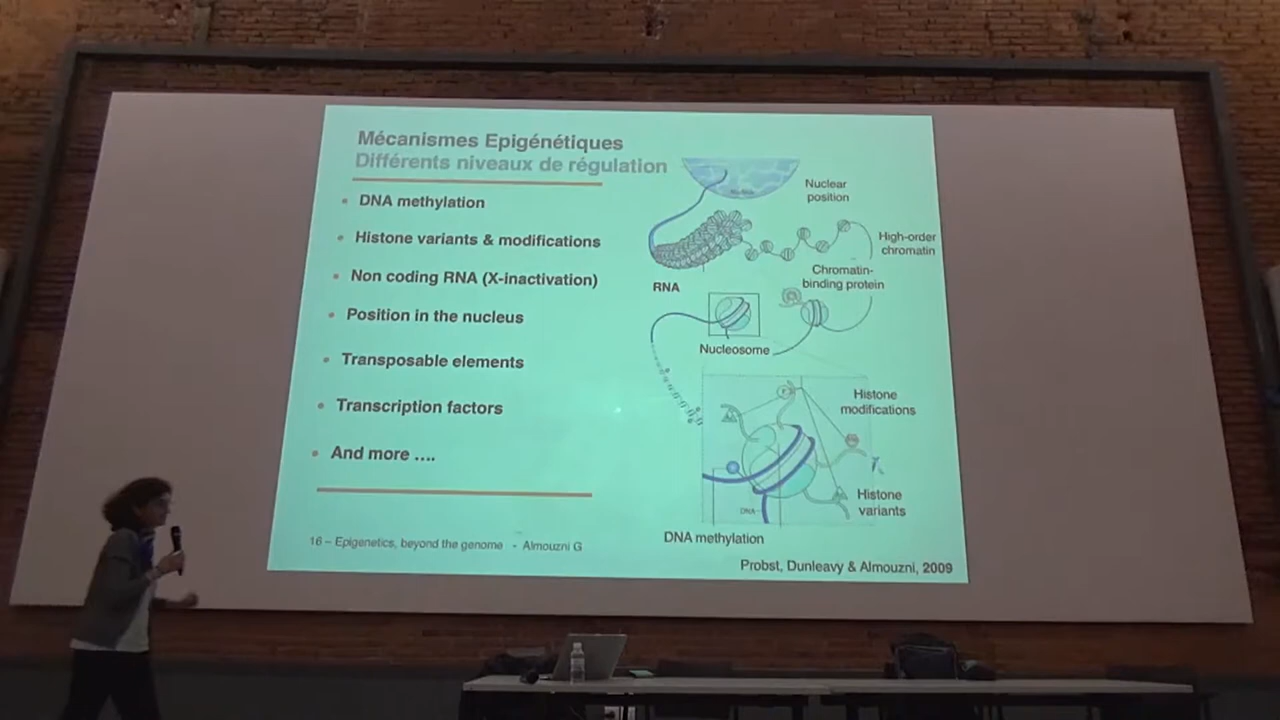 Mécanismes Epigénétiques
Différents niveaux de régulation
DNA methylation
Histone variants & modifications
Non coding RNA (X-inactivation)
Position in the nucleus
Transposable elements
Transcription factors
And more ....
16 – Epigenetics, beyond the genome - Almouzni G
Nuclear
position
High-order
chromatin
Chromatin-
binding protein
RNA
Nucleosome
Histone
modifications
Histone
variants
DNA
DNA methylation
Probst, Dunleavy & Almouzni, 2009